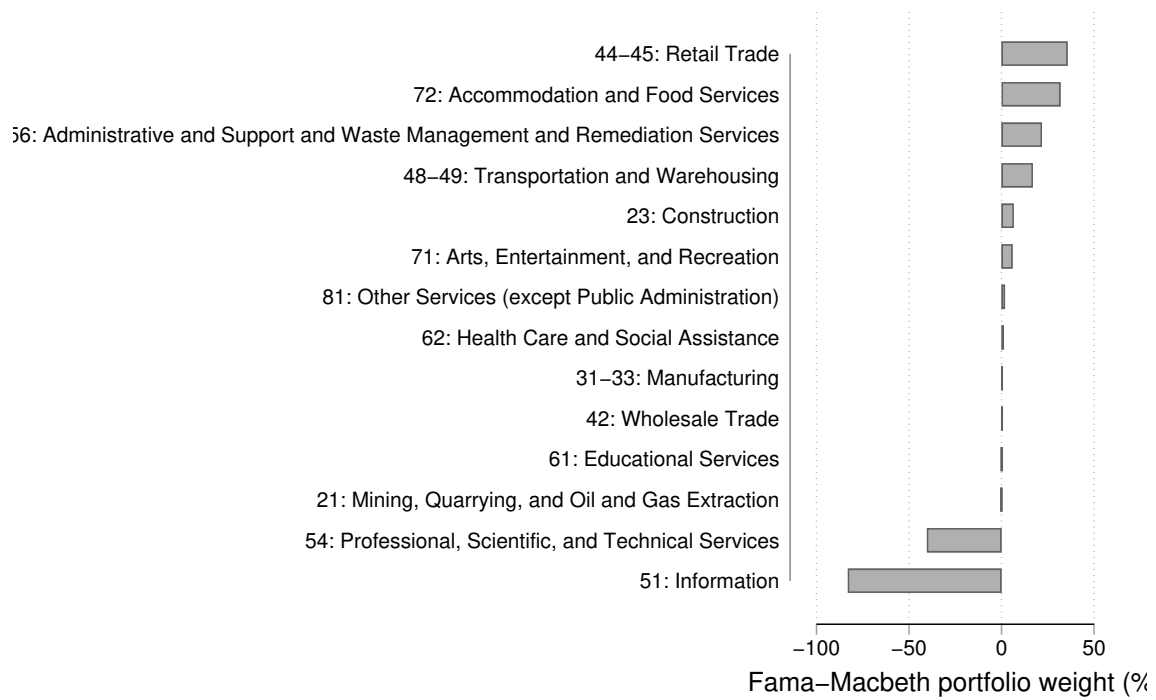 44−45: Retail Trade
72: Accommodation and Food Services
56: Administrative and Support and Waste Management and Remediation Services
48−49: Transportation and Warehousing
23: Construction
71: Arts, Entertainment, and Recreation
81: Other Services (except Public Administration)
62: Health Care and Social Assistance
31−33: Manufacturing
42: Wholesale Trade
61: Educational Services
21: Mining, Quarrying, and Oil and Gas Extraction
54: Professional, Scientific, and Technical Services
51: Information
−100 −50 0 50
Fama−Macbeth portfolio weight (%